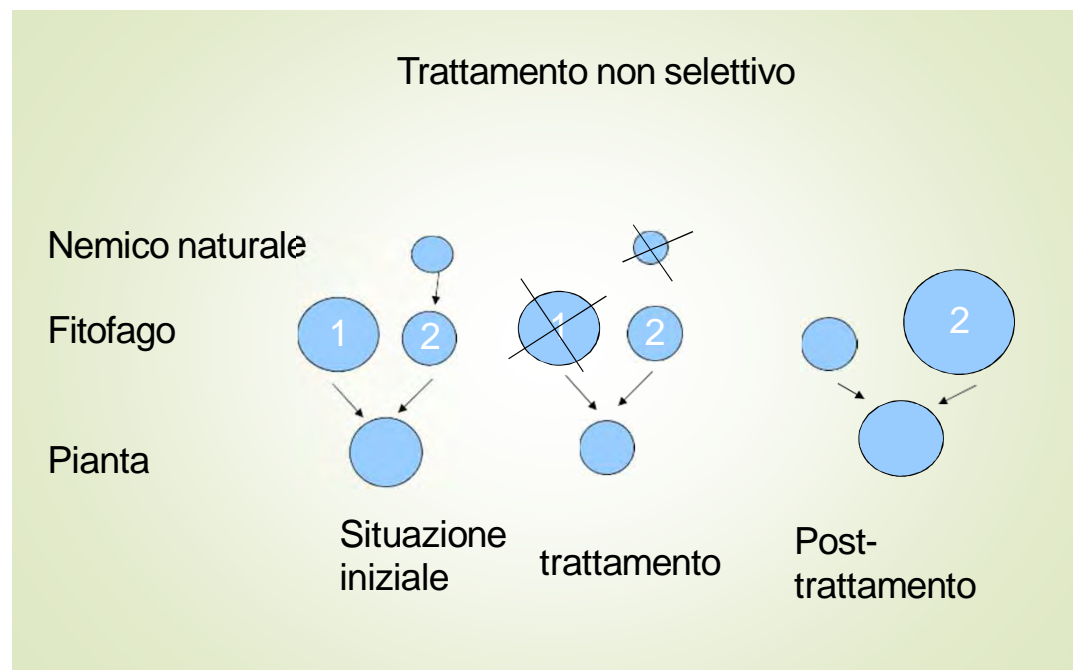 Trattamento non selettivo
Nemico naturale
Fitofago
1
2
1
2
2
Pianta
Situazione
iniziale
trattamento
Post-
trattamento